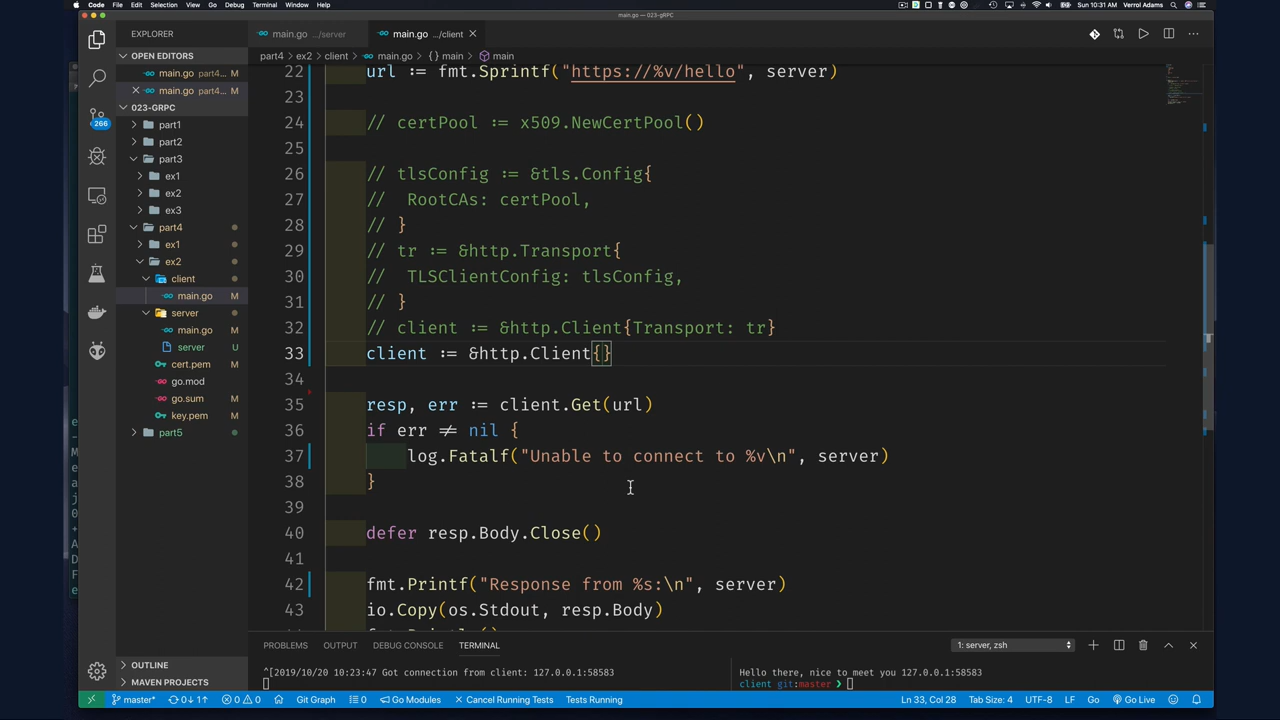 Code File Edit Selection View Go Debug Terminal Window Help
Sun 10:31 AM Verrol Adams
main.go — 023-gRPC
EXPLORER
main.go .../server
main.go .../client
OPEN EDITORS
main.go part4...
main.go part4...
023-GRPC
part1
part2
part3
ex1
ex2
ex3
part4
ex1
ex2
client
main.go M
server
main.go M
server U
cert.pem M
go.mod
go.sum M
key.pem M
part5
OUTLINE
MAVEN PROJECTS
266
part4 > ex2 > client > main.go > {} main > main
22 url := fmt.Sprintf("https://%v/hello", server)
23
24 // certPool := x509.NewCertPool()
25
26 // tlsConfig := &tls.Config{
27 // RootCAs: certPool,
28 // }
29 // tr := &http.Transport{
30 // TLSClientConfig: tlsConfig,
31 // }
32 // client := &http.Client{Transport: tr}
33 client := &http.Client{}
34
35 resp, err := client.Get(url)
36 if err ≠ nil {
37 log.Fatalf("Unable to connect to %v\n", server)
38 }
39
40 defer resp.Body.Close()
41
42 fmt.Printf("Response from %s:\n", server)
43 io.Copy(os.Stdout, resp.Body)
PROBLEMS OUTPUT DEBUG CONSOLE TERMINAL 1: server, zsh
^[2019/10/20 10:23:47 Got connection from client: 127.0.0.1:58583
Hello there, nice to meet you 127.0.0.1:58583
client git:master ❯
master* 0↓ 1↑ 0 0 Git Graph 0 Go Modules Cancel Running Tests Tests Running
Ln 33, Col 28 Tab Size: 4 UTF-8 LF Go Go Live